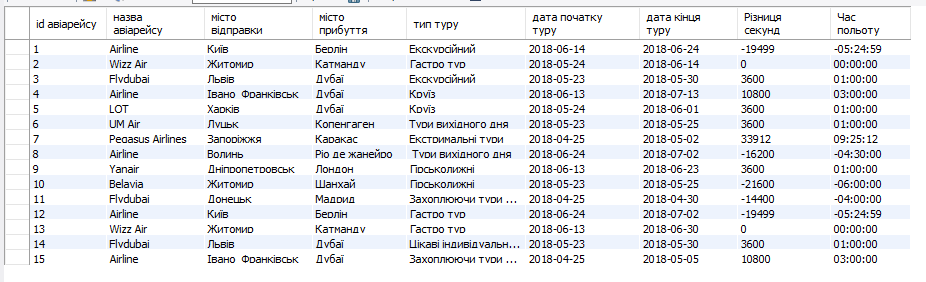 id авіарейсу назва авіарейсу місто відправки місто прибуття тип туру дата початку туру дата кінця туру Різниця секунд Час польоту
1 Airline Київ Берлін Екскурсійний 2018-06-14 2018-06-24 -19499 -05:24:59
2 Wizz Air Житомир Катманду Гастро тур 2018-05-24 2018-06-14 0 00:00:00
3 Flydubai Львів Дубаї Екскурсійний 2018-05-23 2018-05-30 3600 01:00:00
4 Airline Івано Франківськ Дубаї Круїз 2018-06-13 2018-07-13 10800 03:00:00
5 LOT Харків Дубаї Круїз 2018-05-24 2018-06-01 3600 01:00:00
6 UM Air Луцьк Копенгаген Тури вихідного дня 2018-05-23 2018-05-25 3600 01:00:00
7 Pegasus Airlines Запоріжжя Каракас Екстримальні тури 2018-04-25 2018-05-02 33912 09:25:12
8 Airline Волинь Ріо де жанейро Тури вихідного дня 2018-06-24 2018-07-02 -16200 -04:30:00
9 Yanair Дніпропетровськ Лондон Гірськолижні 2018-06-13 2018-06-23 3600 01:00:00
10 Belavia Житомир Шанхай Гірськолижні 2018-05-23 2018-05-25 -21600 -06:00:00
11 Flydubai Донецьк Мадрид Захоплюючи тури ... 2018-04-25 2018-04-30 -14400 -04:00:00
12 Airline Київ Берлін Гастро тур 2018-06-24 2018-07-02 -19499 -05:24:59
13 Wizz Air Житомир Катманду Гастро тур 2018-06-13 2018-06-30 0 00:00:00
14 Flydubai Львів Дубаї Цікаві індивідуальн... 2018-05-23 2018-05-30 3600 01:00:00
15 Airline Івано Франківськ Дубаї Захоплюючи тури ... 2018-04-25 2018-05-05 10800 03:00:00